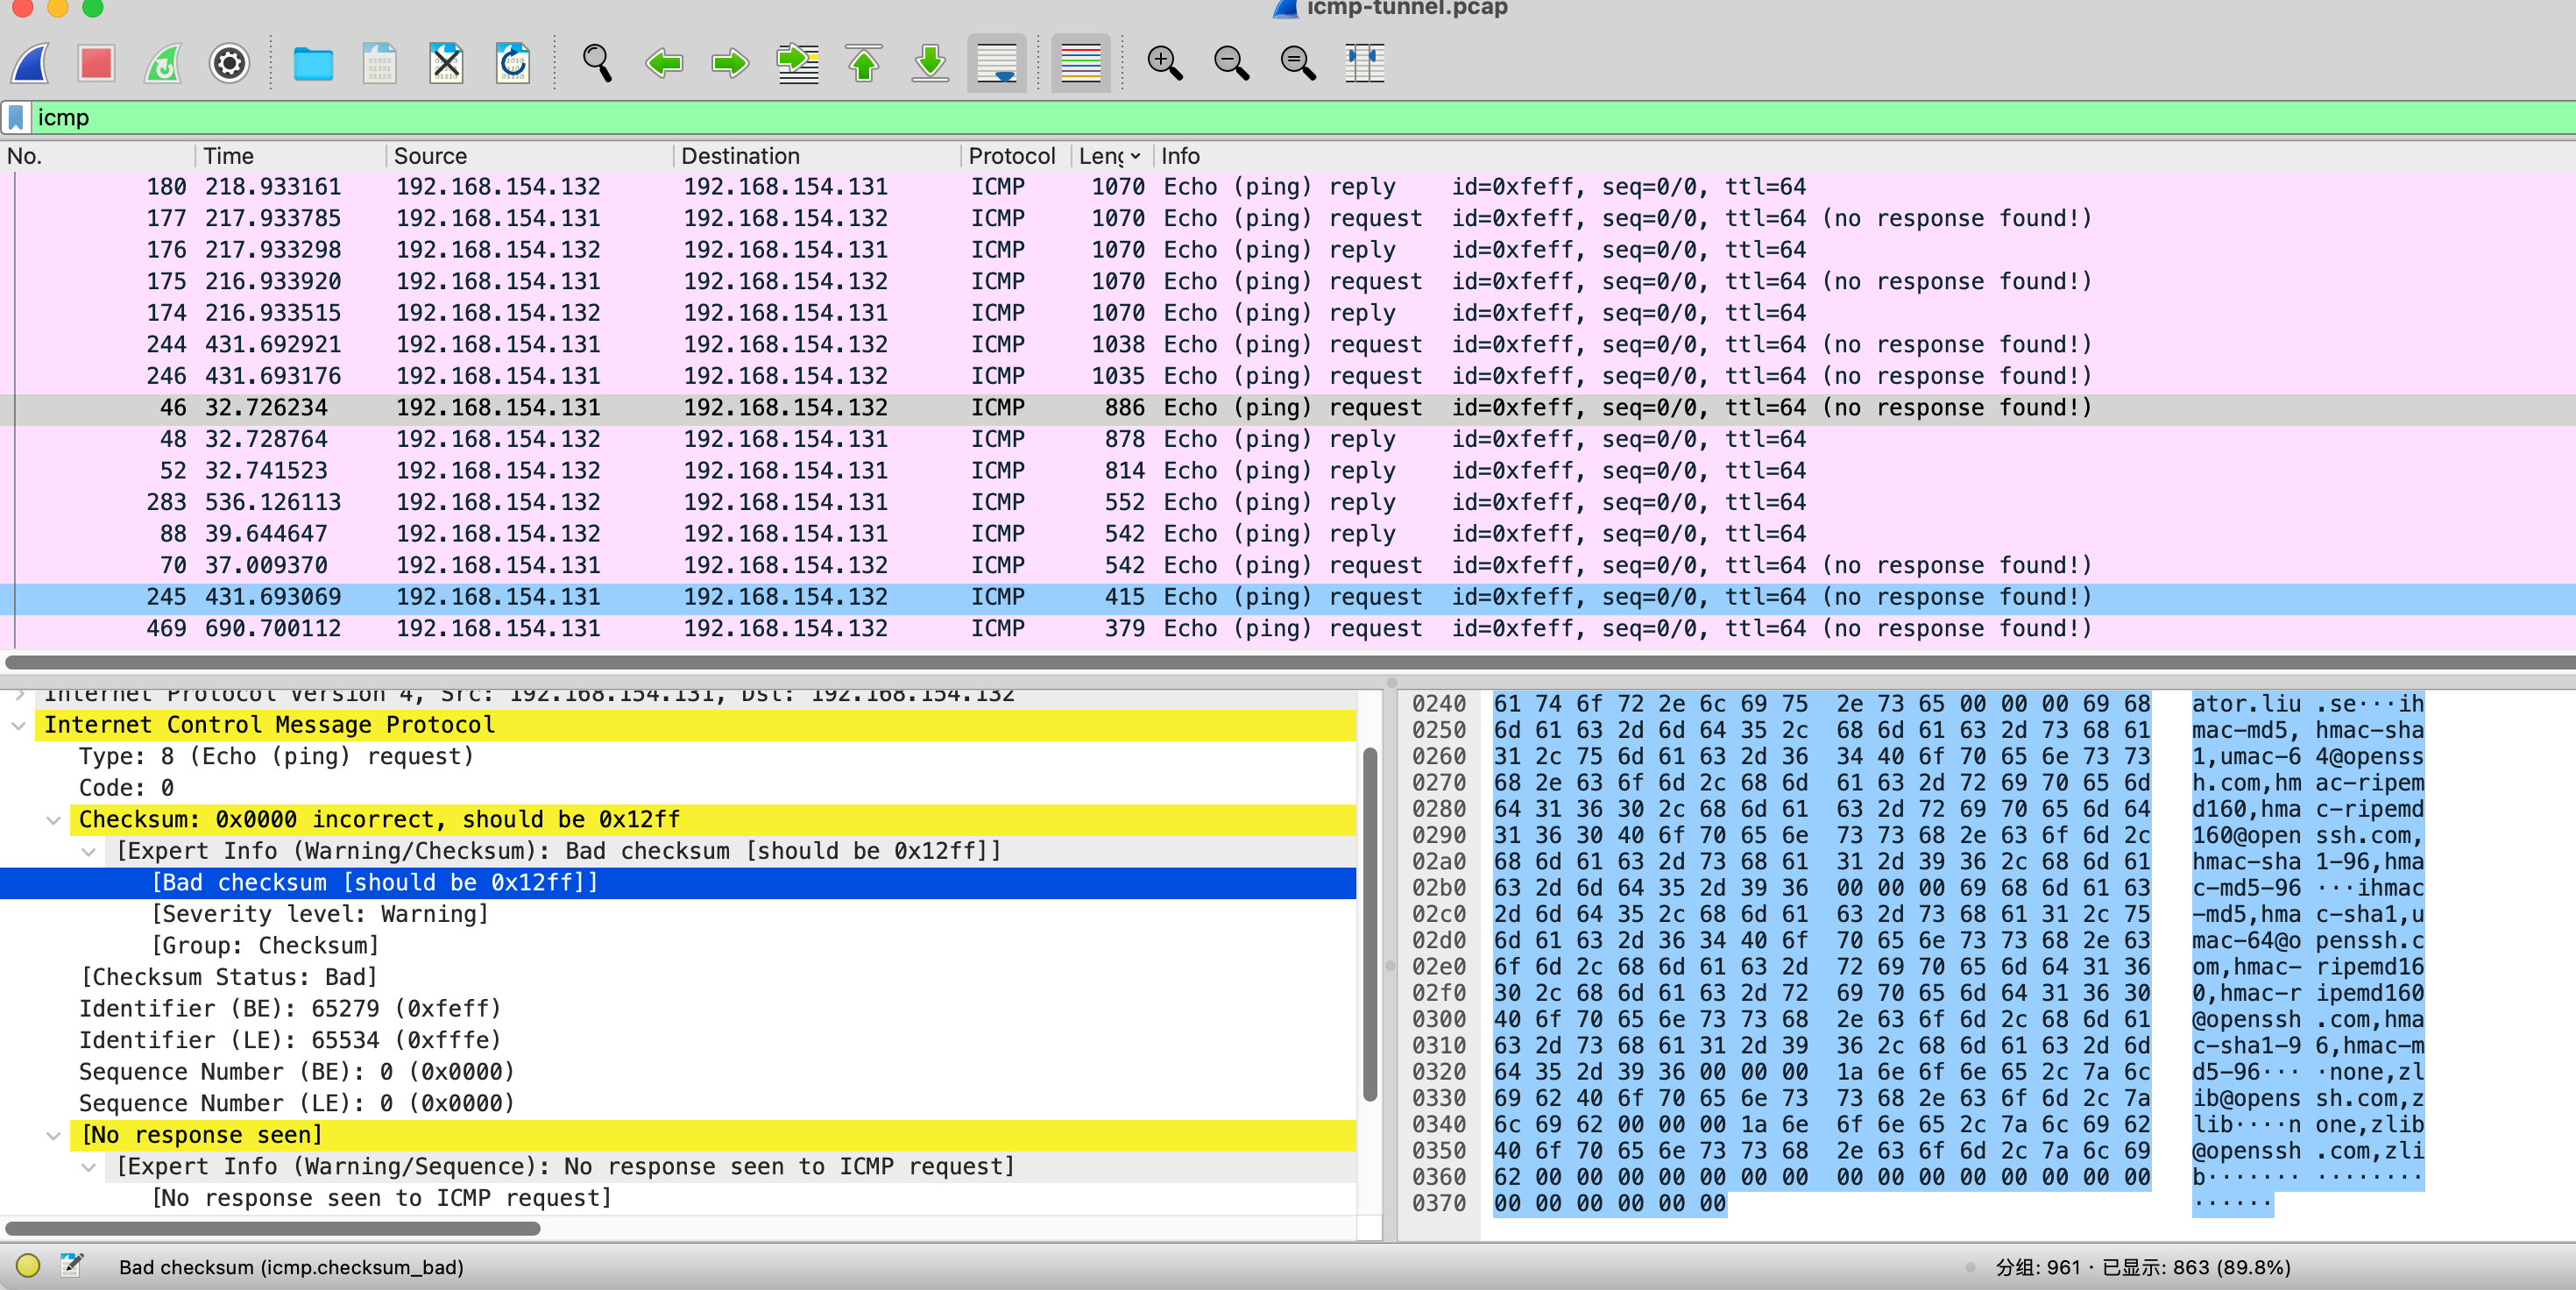 icmp-tunnel.pcap
icmp
No. Time Source Destination Protocol Leng Info
180 218.933161 192.168.154.132 192.168.154.131 ICMP 1070 Echo (ping) reply id=0xfeff, seq=0/0, ttl=64
177 217.933785 192.168.154.131 192.168.154.132 ICMP 1070 Echo (ping) request id=0xfeff, seq=0/0, ttl=64 (no response found!)
176 217.933298 192.168.154.132 192.168.154.131 ICMP 1070 Echo (ping) reply id=0xfeff, seq=0/0, ttl=64
175 216.933920 192.168.154.131 192.168.154.132 ICMP 1070 Echo (ping) request id=0xfeff, seq=0/0, ttl=64 (no response found!)
174 216.933515 192.168.154.132 192.168.154.131 ICMP 1070 Echo (ping) reply id=0xfeff, seq=0/0, ttl=64
244 431.692921 192.168.154.131 192.168.154.132 ICMP 1038 Echo (ping) request id=0xfeff, seq=0/0, ttl=64 (no response found!)
246 431.693176 192.168.154.131 192.168.154.132 ICMP 1035 Echo (ping) request id=0xfeff, seq=0/0, ttl=64 (no response found!)
46 32.726234 192.168.154.131 192.168.154.132 ICMP 886 Echo (ping) request id=0xfeff, seq=0/0, ttl=64 (no response found!)
48 32.728764 192.168.154.132 192.168.154.131 ICMP 878 Echo (ping) reply id=0xfeff, seq=0/0, ttl=64
52 32.741523 192.168.154.132 192.168.154.131 ICMP 814 Echo (ping) reply id=0xfeff, seq=0/0, ttl=64
283 536.126113 192.168.154.132 192.168.154.131 ICMP 552 Echo (ping) reply id=0xfeff, seq=0/0, ttl=64
88 39.644647 192.168.154.132 192.168.154.131 ICMP 542 Echo (ping) reply id=0xfeff, seq=0/0, ttl=64
70 37.009370 192.168.154.131 192.168.154.132 ICMP 542 Echo (ping) request id=0xfeff, seq=0/0, ttl=64 (no response found!)
245 431.693069 192.168.154.131 192.168.154.132 ICMP 415 Echo (ping) request id=0xfeff, seq=0/0, ttl=64 (no response found!)
469 690.700112 192.168.154.131 192.168.154.132 ICMP 379 Echo (ping) request id=0xfeff, seq=0/0, ttl=64 (no response found!)
Internet Protocol Version 4, Src: 192.168.154.131, Dst: 192.168.154.132
Internet Control Message Protocol
Type: 8 (Echo (ping) request)
Code: 0
Checksum: 0x0000 incorrect, should be 0x12ff
[Expert Info (Warning/Checksum): Bad checksum [should be 0x12ff]]
[Bad checksum [should be 0x12ff]]
[Severity level: Warning]
[Group: Checksum]
[Checksum Status: Bad]
Identifier (BE): 65279 (0xfeff)
Identifier (LE): 65534 (0xfffe)
Sequence Number (BE): 0 (0x0000)
Sequence Number (LE): 0 (0x0000)
[No response seen]
[Expert Info (Warning/Sequence): No response seen to ICMP request]
[No response seen to ICMP request]
0240 61 74 6f 72 2e 6c 69 75 2e 73 65 00 00 00 69 68 ator.liu .se···ih
0250 6d 61 63 2d 6d 64 35 2c 68 6d 61 63 2d 73 68 61 mac-md5, hmac-sha
0260 31 2c 75 6d 61 63 2d 36 34 40 6f 70 65 6e 73 73 1,umac-6 4@openss
0270 68 2e 63 6f 6d 2c 68 6d 61 63 2d 72 69 70 65 6d h.com,hm ac-ripem
0280 64 31 36 30 2c 68 6d 61 63 2d 72 69 70 65 6d 64 d160,hma c-ripemd
0290 31 36 30 40 6f 70 65 6e 73 73 68 2e 63 6f 6d 2c 160@open ssh.com,
02a0 68 6d 61 63 2d 73 68 61 31 2d 39 36 2c 68 6d 61 hmac-sha 1-96,hma
02b0 63 2d 6d 64 35 2d 39 36 00 00 00 69 68 6d 61 63 c-md5-96 ···ihmac
02c0 2d 6d 64 35 2c 68 6d 61 63 2d 73 68 61 31 2c 75 -md5,hma c-sha1,u
02d0 6d 61 63 2d 36 34 40 6f 70 65 6e 73 73 68 2e 63 mac-64@o penssh.c
02e0 6f 6d 2c 68 6d 61 63 2d 72 69 70 65 6d 64 31 36 om,hmac- ripemd16
02f0 30 2c 68 6d 61 63 2d 72 69 70 65 6d 64 31 36 30 0,hmac-r ipemd160
0300 40 6f 70 65 6e 73 73 68 2e 63 6f 6d 2c 68 6d 61 @openssh .com,hma
0310 63 2d 73 68 61 31 2d 39 36 2c 68 6d 61 63 2d 6d c-sha1-9 6,hmac-m
0320 64 35 2d 39 36 00 00 00 1a 6e 6f 6e 65 2c 7a 6c d5-96··· ·none,zl
0330 69 62 40 6f 70 65 6e 73 73 68 2e 63 6f 6d 2c 7a ib@opens sh.com,z
0340 6c 69 62 00 00 00 1a 6e 6f 6e 65 2c 7a 6c 69 62 lib····n one,zlib
0350 40 6f 70 65 6e 73 73 68 2e 63 6f 6d 2c 7a 6c 69 @openssh .com,zli
0360 62 00 00 00 00 00 00 00 00 00 00 00 00 00 00 00 b······· ········
0370 00 00 00 00 00 00 ······
Bad checksum (icmp.checksum_bad)
分组: 961 · 已显示: 863 (89.8%)